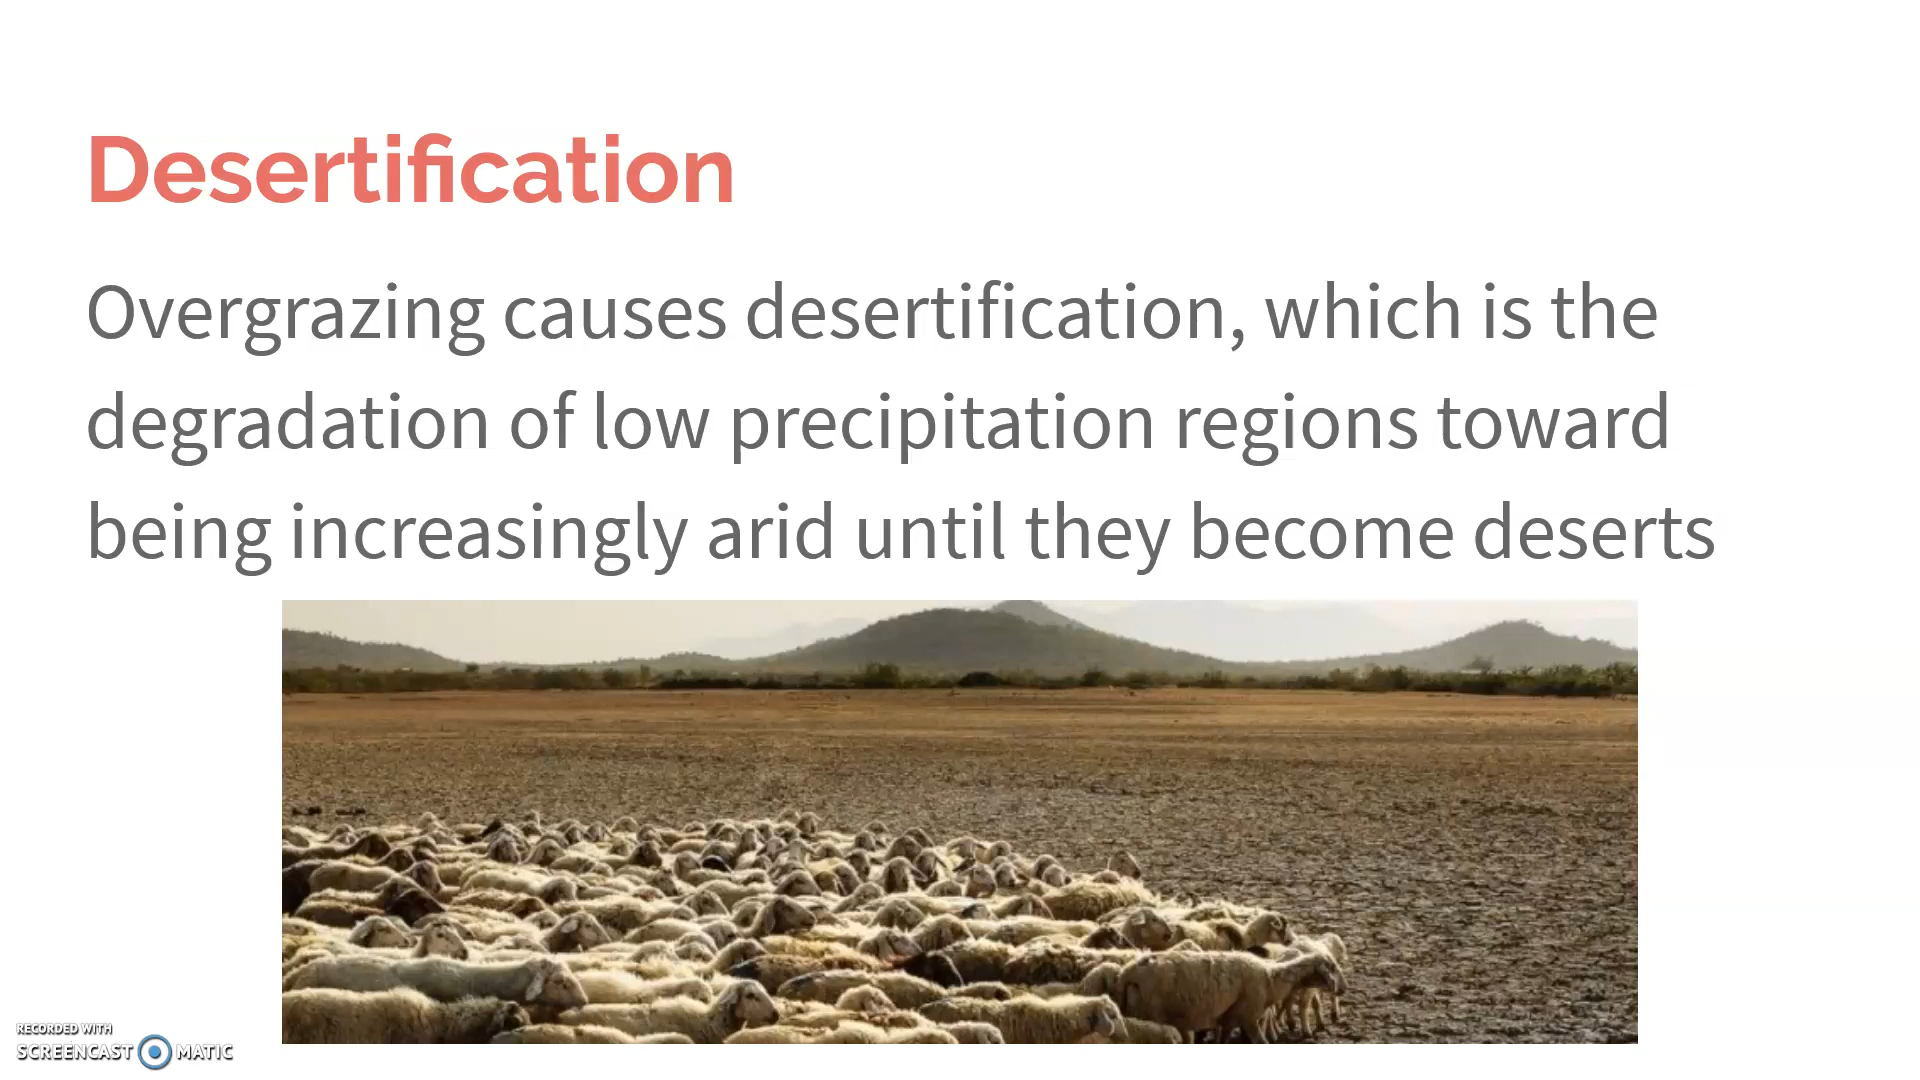 Desertification
Overgrazing causes desertification, which is the
degradation of low precipitation regions toward
being increasingly arid until they become deserts
RECORDED WITH
SCREENCAST MATIC